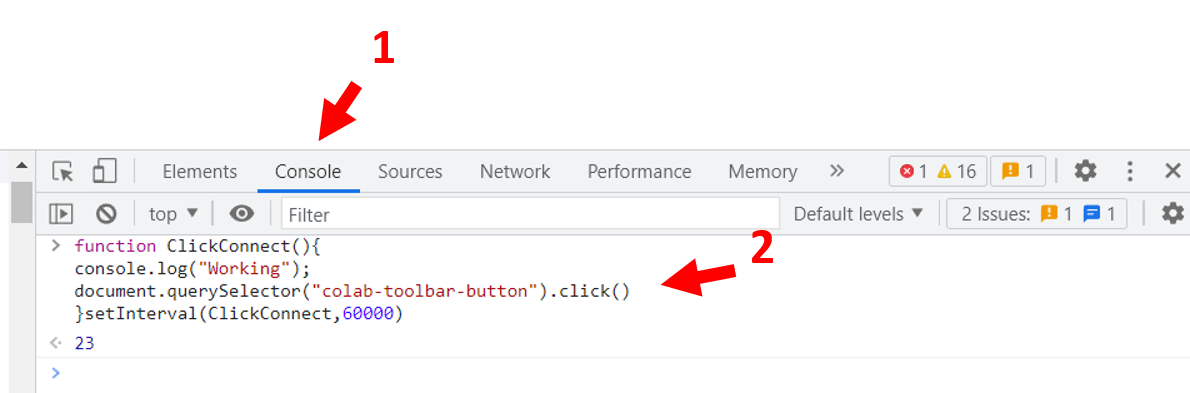 1
Elements Console Sources Network Performance Memory 1 16 1
top Filter Default levels 2 Issues: 1 1
function ClickConnect(){
console.log("Working");
2
document.querySelector("colab-toolbar-button").click()
}setInterval(ClickConnect,60000)
23